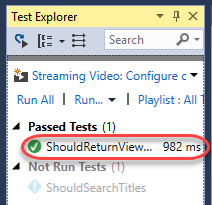 Test Explorer
Search
Streaming Video: Configure c
Run All | Run... | Playlist : All T
Passed Tests (1)
ShouldReturnView... 982 ms
Not Run Tests (1)
ShouldSearchTitles